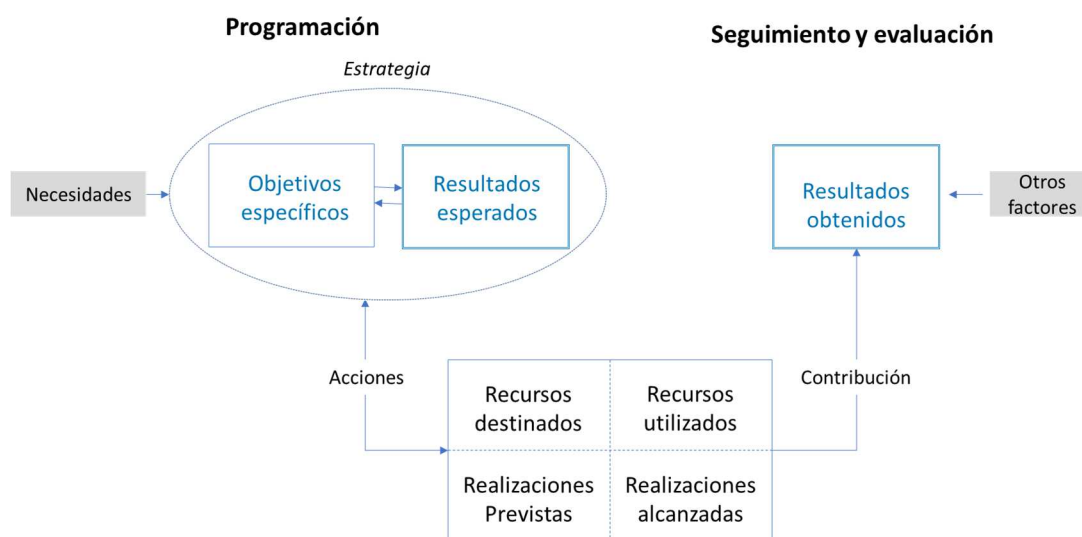 Programación
Seguimiento y evaluación
Estrategia
Necesidades
Objetivos
específicos
Resultados
esperados
Resultados
obtenidos
Otros
factores
Acciones
Contribución
Recursos
destinados
Recursos
utilizados
Realizaciones
Previstas
Realizaciones
alcanzadas